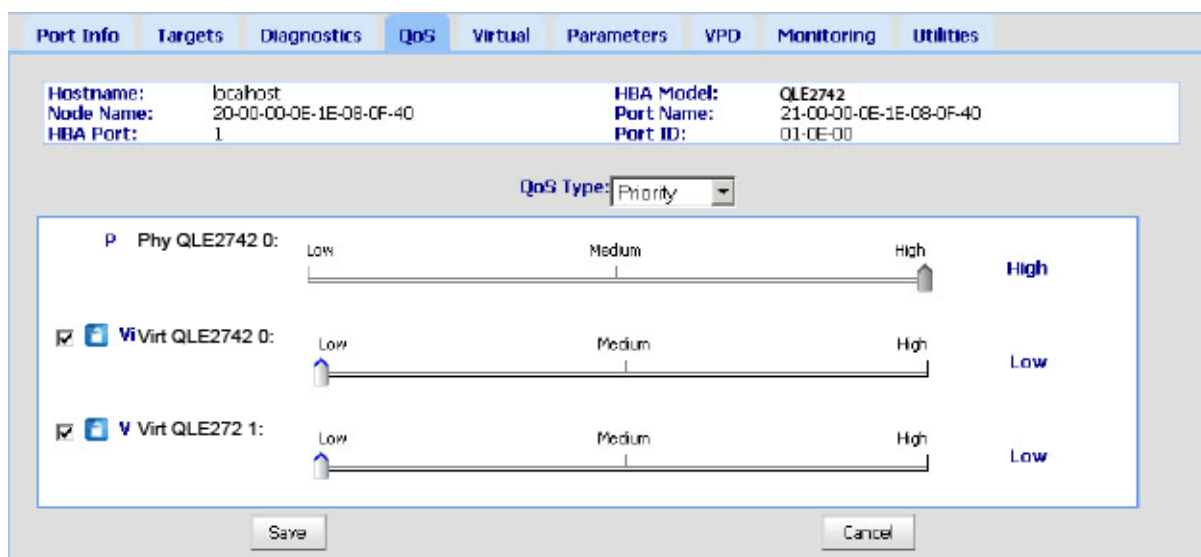 Port Info Targets Diagnostics QoS Virtual Parameters VPD Monitoring Utilities
Hostname: localhost HBA Model: QLE2742
Node Name: 20-00-00-0E-1E-08-0F-40 Port Name: 21-00-00-0E-1E-08-0F-40
HBA Port: 1 Port ID: 01-0E-00
QoS Type: Priority
P Phy QLE2742 0: Low Medium High High
Vi Virt QLE2742 0: Low Medium High Low
V Virt QLE272 1: Low Medium High Low
Save Cancel